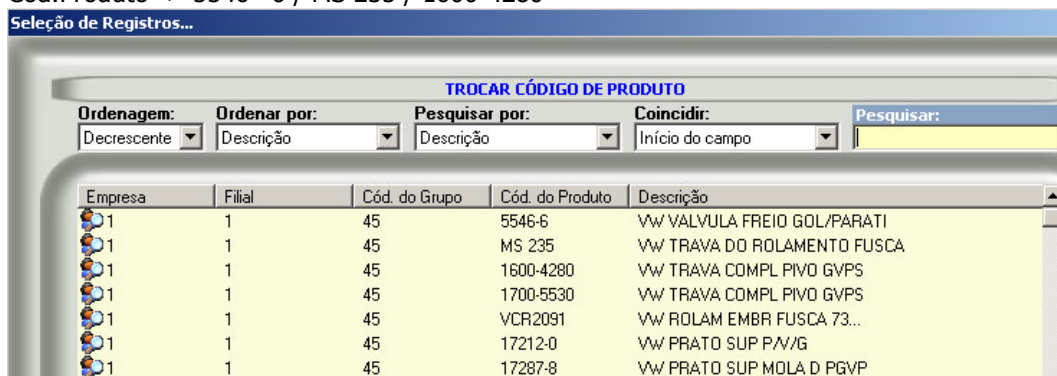 Seleção de Registros...
TROCAR CÓDIGO DE PRODUTO
Ordenagem: Ordenar por: Pesquisar por: Coincidir: Pesquisar:
Decrescente Descrição Descrição Início do campo
Empresa Filial Cód. do Grupo Cód. do Produto Descrição
1 1 45 5546-6 VW VALVULA FREIO GOL/PARATI
1 1 45 MS 235 VW TRAVA DO ROLAMENTO FUSCA
1 1 45 1600-4280 VW TRAVA COMPL PIVO GVPS
1 1 45 1700-5530 VW TRAVA COMPL PIVO GVPS
1 1 45 VCR2091 VW ROLAM EMBR FUSCA 73...
1 1 45 17212-0 VW PRATO SUP P/V/G
1 1 45 17287-8 VW PRATO SUP MOLA D PGVP